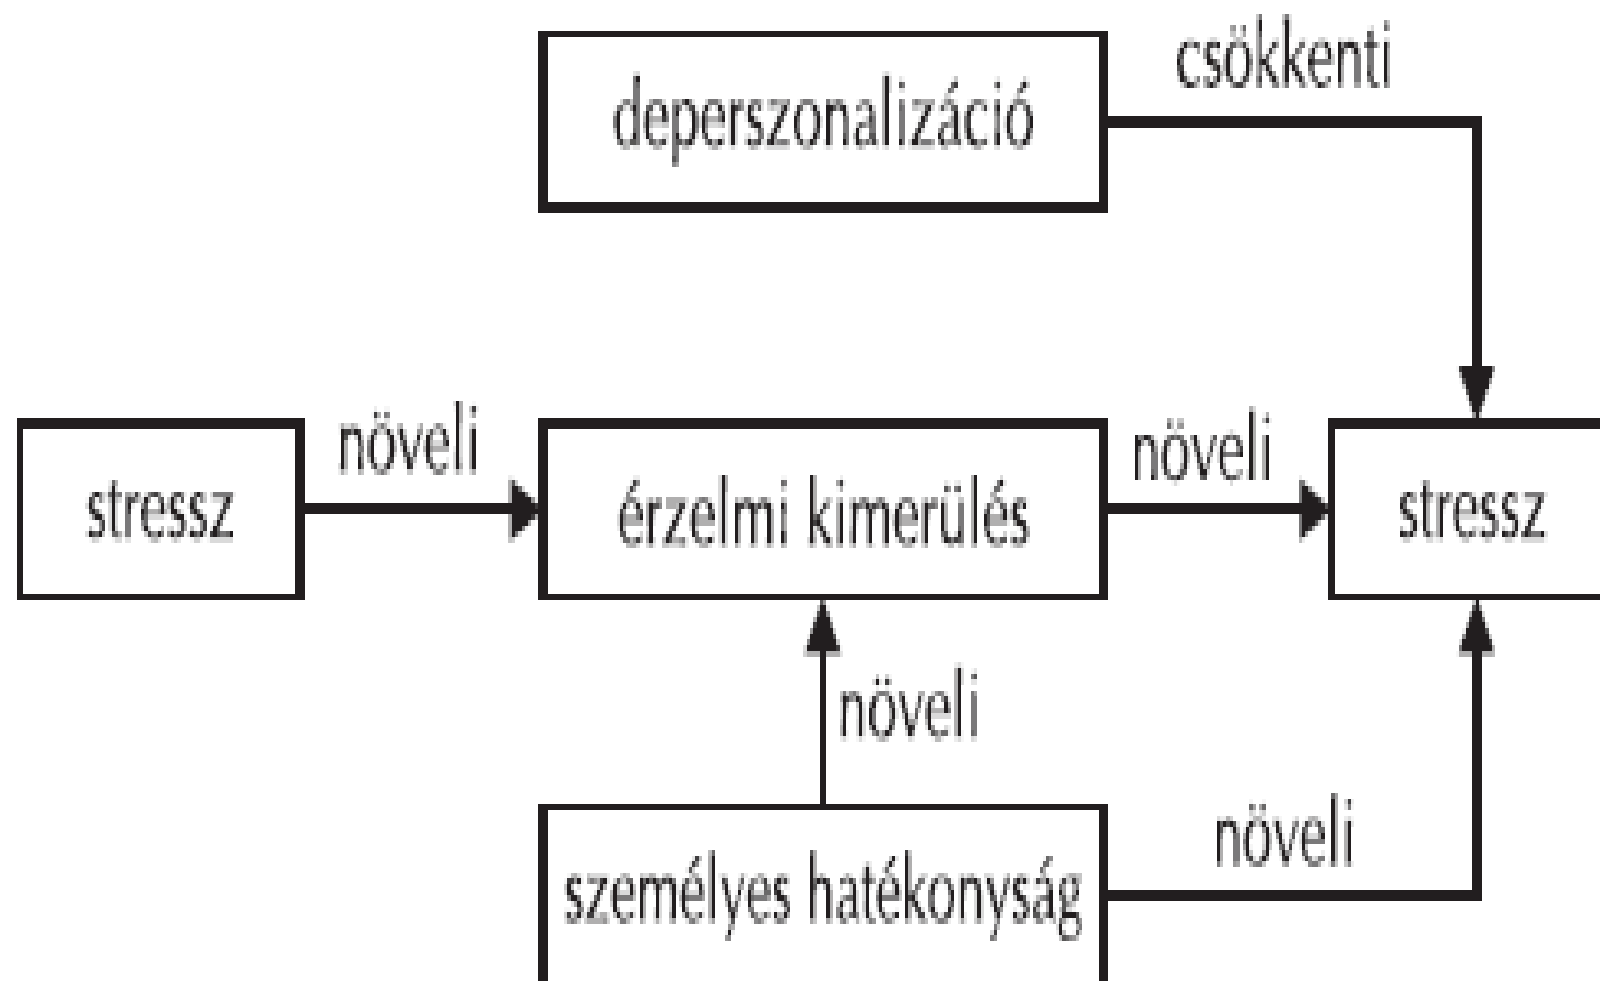 csökkenti
deperszonalizáció
növeli
növeli
stressz
érzelmi kimerülés
stressz
növeli
növeli
személyes hatékonyság